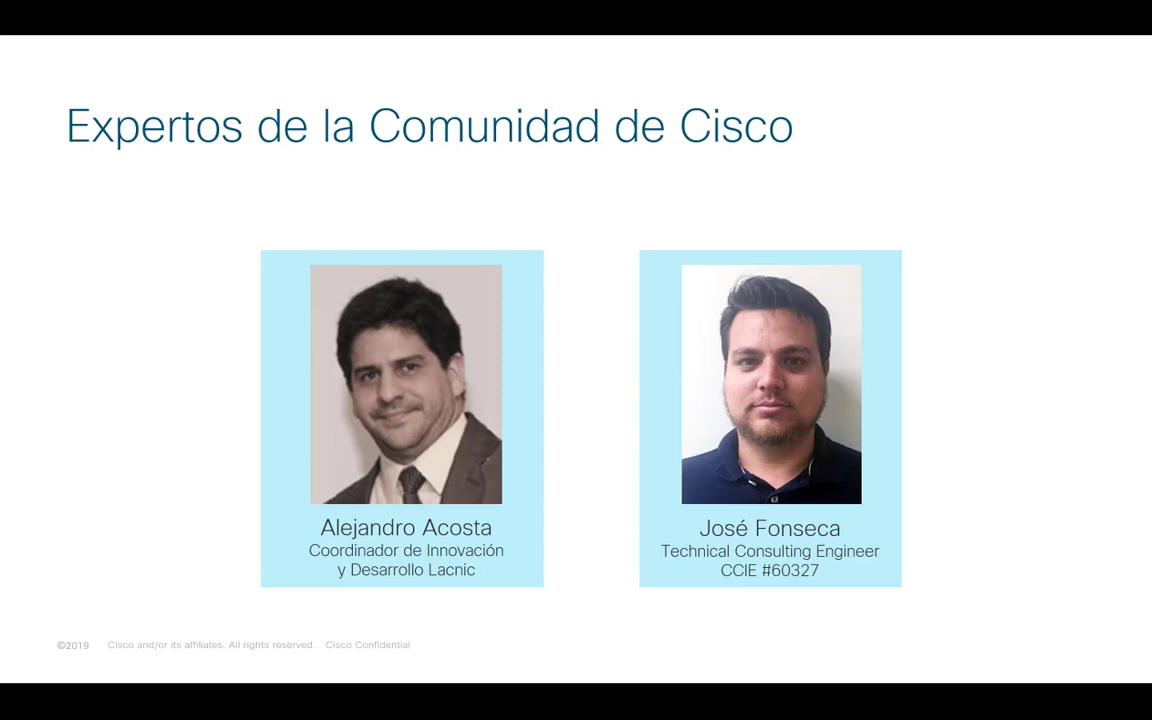 Expertos de la Comunidad de Cisco
Alejandro Acosta
Coordinador de Innovación
y Desarrollo Lacnic
José Fonseca
Technical Consulting Engineer
CCIE #60327
©2019 Cisco and/or its affiliates. All rights reserved. Cisco Confidential